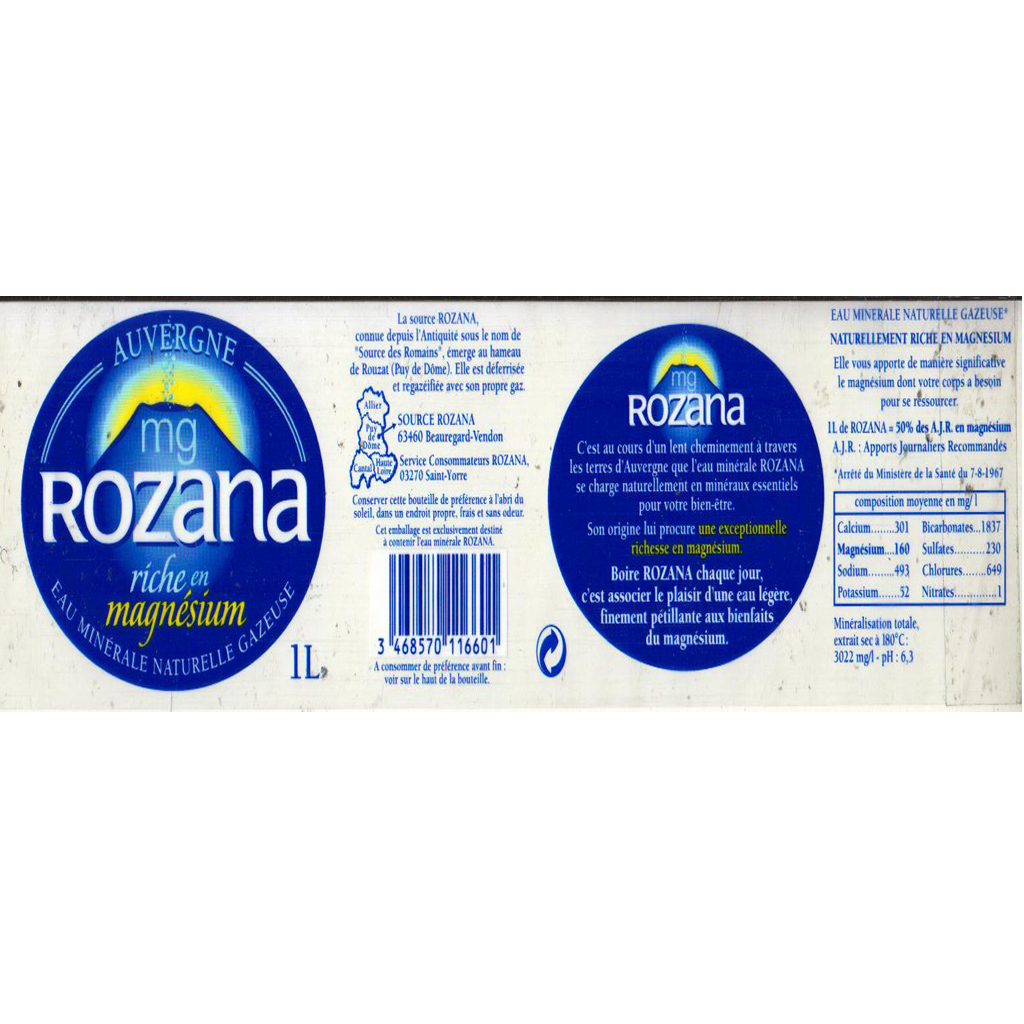 AUVERGNE
mg
ROZANA
riche en
magnésium
EAU MINÉRALE NATURELLE GAZEUSE
1L
La source ROZANA,
connue depuis l'Antiquité sous le nom de
"Source des Romains", émerge au hameau
de Rouzat (Puy de Dôme). Elle est déferrisée
et regazéifiée avec son propre gaz.
Allier
Puy
de
Dôme
Cantal
Haute
Loire
SOURCE ROZANA
63460 Beauregard-Vendon
Service Consommateurs ROZANA,
03270 Saint-Yorre
Conserver cette bouteille de préférence à l'abri du
soleil, dans un endroit propre, frais et sans odeur.
Cet emballage est exclusivement destiné
à contenir l'eau minérale ROZANA.
3 468570 116601
A consommer de préférence avant fin :
voir sur le haut de la bouteille.
mg
ROZANA
C'est au cours d'un lent cheminement à travers
les terres d'Auvergne que l'eau minérale ROZANA
se charge naturellement en minéraux essentiels
pour votre bien-être.
Son origine lui procure une exceptionnelle
richesse en magnésium.
Boire ROZANA chaque jour,
c'est associer le plaisir d'une eau légère,
finement pétillante aux bienfaits
du magnésium.
EAU MINERALE NATURELLE GAZEUSE*
NATURELLEMENT RICHE EN MAGNESIUM
Elle vous apporte de manière significative
le magnésium dont votre corps a besoin
pour se ressourcer.
1L de ROZANA = 50% des A.J.R. en magnésium
A.J.R. : Apports Journaliers Recommandés
*Arrêté du Ministère de la Santé du 7-8-1967
composition moyenne en mg/l
Calcium........301 Bicarbonates...1837
Magnésium....160 Sulfates..........230
Sodium........493 Chlorures.......649
Potassium......52 Nitrates.............1
Minéralisation totale,
extrait sec à 180°C :
3022 mg/l - pH : 6,3